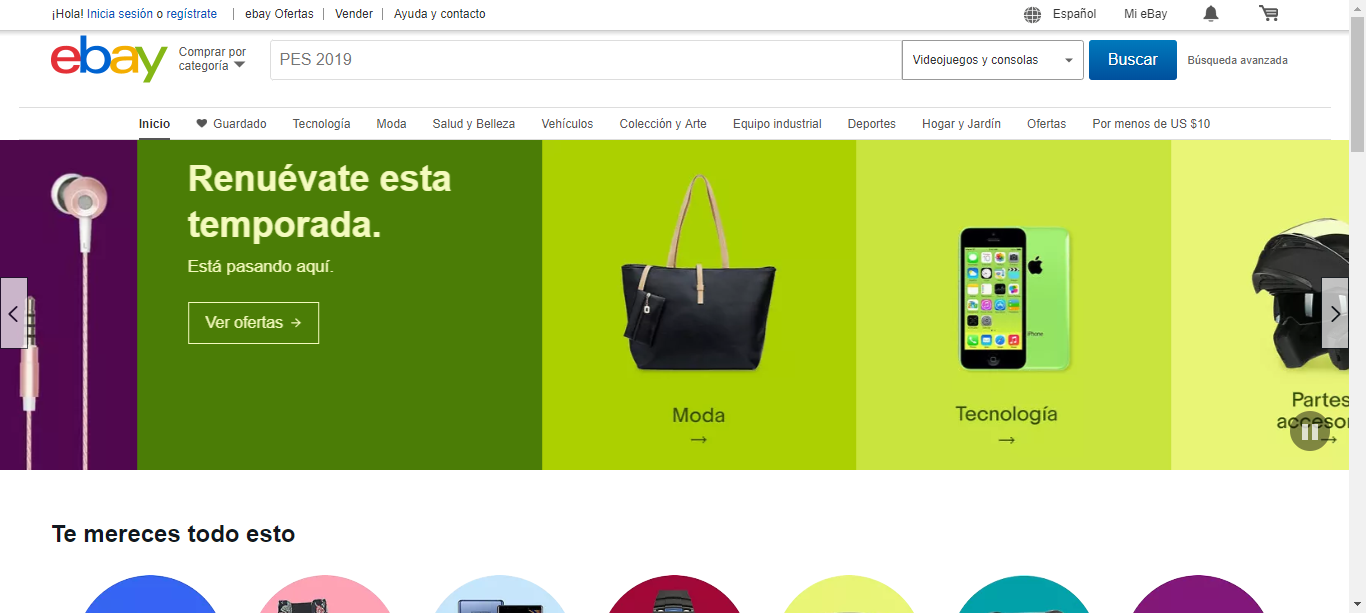 ¡Hola! Inicia sesión o regístrate
ebay Ofertas
Vender
Ayuda y contacto
Español
Mi eBay
ebay
Comprar por
categoría
PES 2019
Videojuegos y consolas
Buscar
Búsqueda avanzada
Inicio
Guardado
Tecnología
Moda
Salud y Belleza
Vehículos
Colección y Arte
Equipo industrial
Deportes
Hogar y Jardín
Ofertas
Por menos de US $10
Renuévate esta
temporada.
Está pasando aquí.
Ver ofertas →
iPhone
Moda
→
Tecnología
→
Partes
accesor
→
Te mereces todo esto